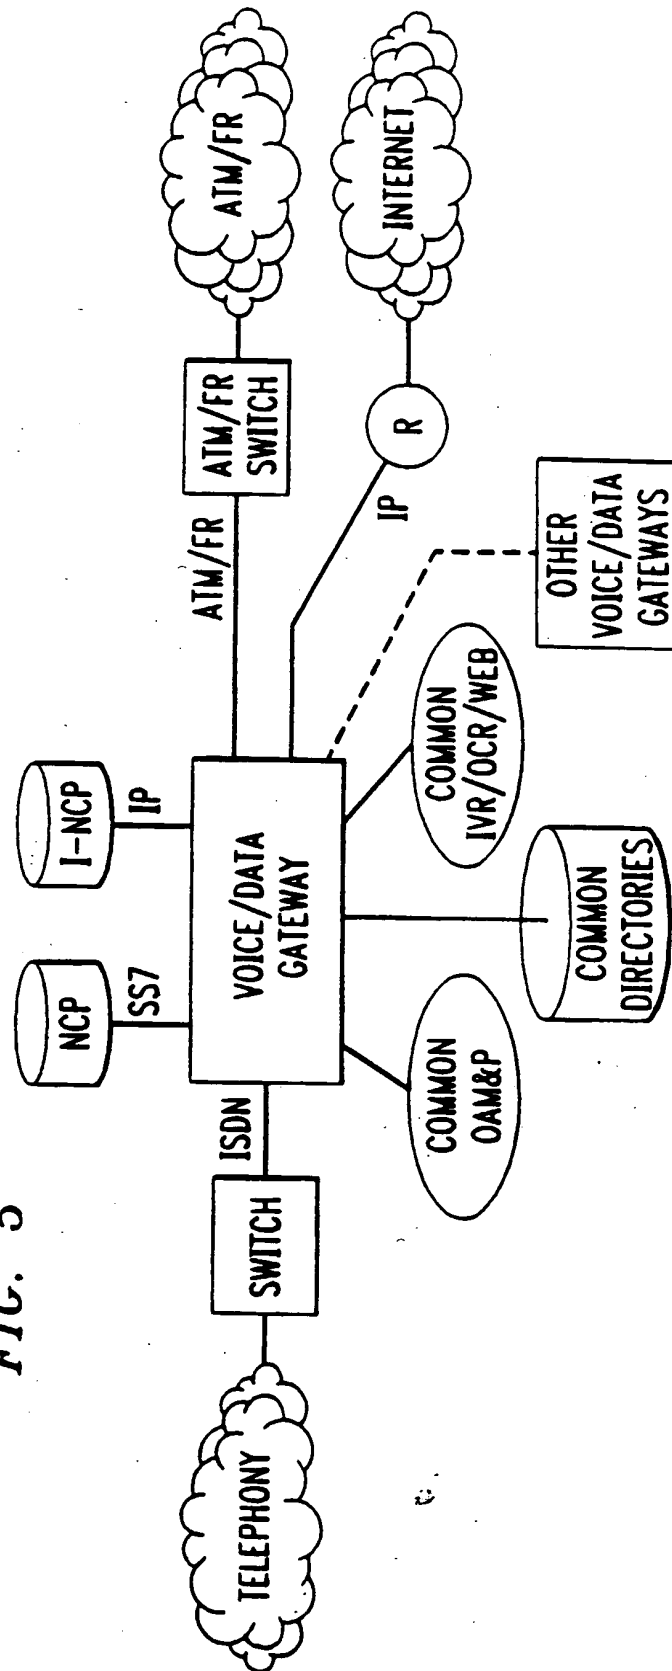 FIG. 5
NCP
I-NCP
SS7
IP
TELEPHONY
SWITCH
ISDN
VOICE/DATA
GATEWAY
ATM/FR
ATM/FR
SWITCH
ATM/FR
IP
R
INTERNET
COMMON
OAM&P
COMMON
DIRECTORIES
COMMON
IVR/OCR/WEB
OTHER
VOICE/DATA
GATEWAYS